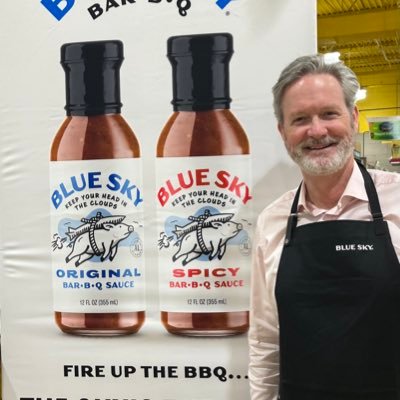 BAR·B·Q ®
BLUE SKY
KEEP YOUR HEAD IN
THE CLOUDS
ORIGINAL
BAR·B·Q SAUCE
12 FL OZ (355 mL)
BLUE SKY
KEEP YOUR HEAD IN
THE CLOUDS
SPICY
BAR·B·Q SAUCE
12 FL OZ (355 mL)
BLUE SKY.
FIRE UP THE BBQ...